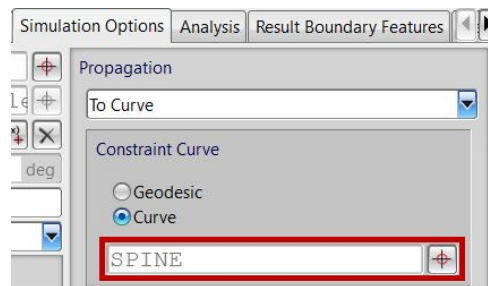 Simulation Options Analysis Result Boundary Features
Propagation
To Curve
deg
Constraint Curve
Geodesic
Curve
SPINE